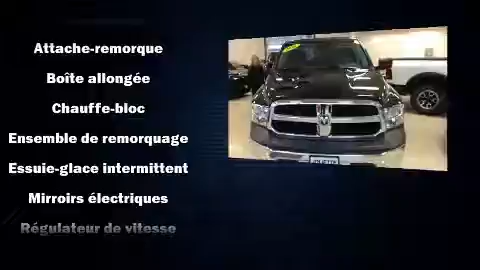 Attache-remorque
Boîte allongée
Chauffe-bloc
Ensemble de remorquage
Essuie-glace intermittent
Mirroirs électriques
Régulateur de vitesse